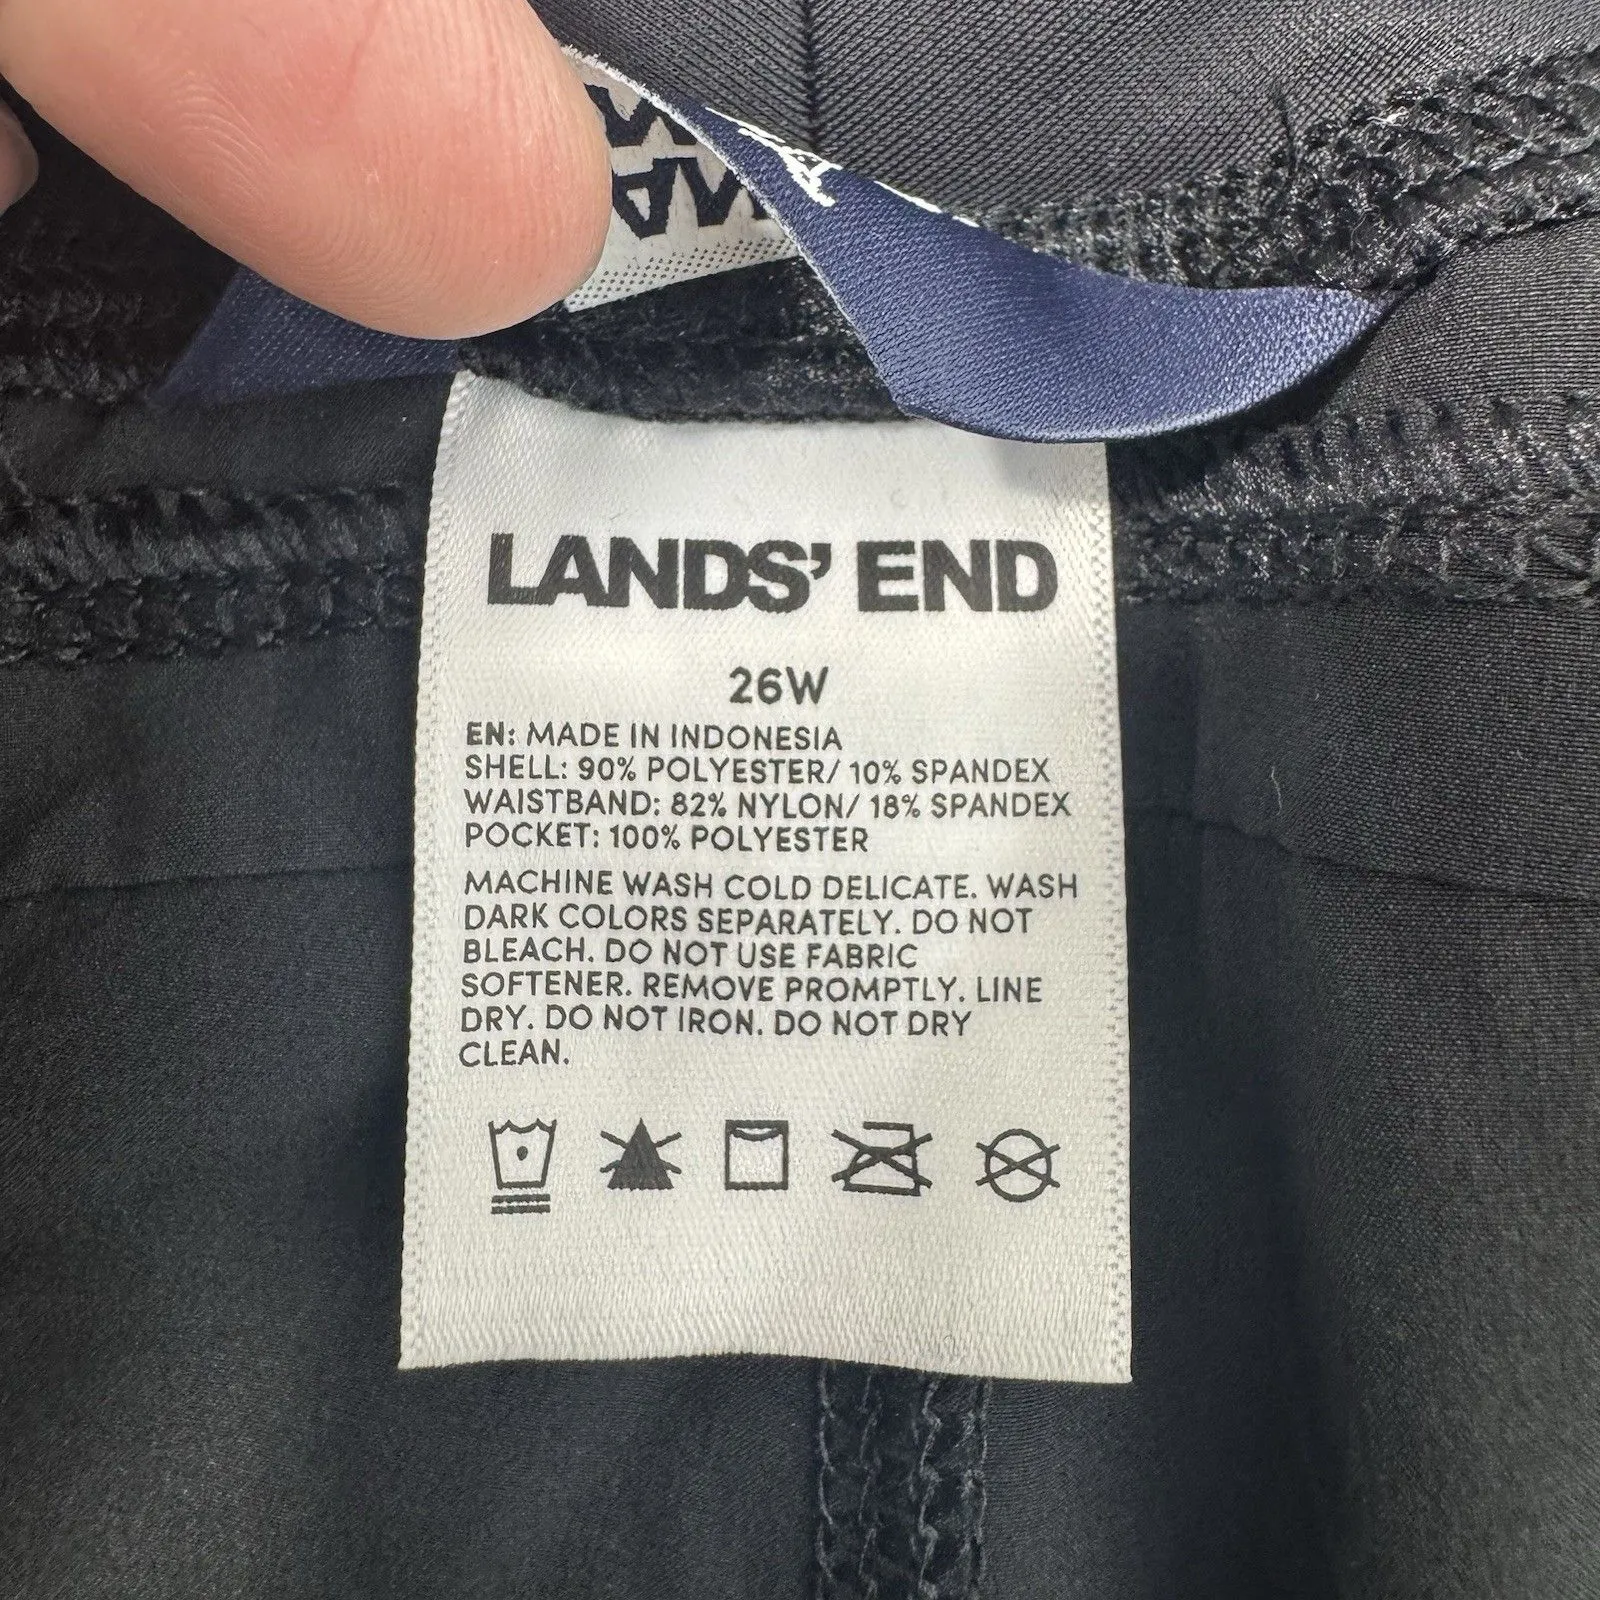 LANDS' END
26W
EN: MADE IN INDONESIA
SHELL: 90% POLYESTER/ 10% SPANDEX
WAISTBAND: 82% NYLON/ 18% SPANDEX
POCKET: 100% POLYESTER
MACHINE WASH COLD DELICATE. WASH
DARK COLORS SEPARATELY. DO NOT
BLEACH. DO NOT USE FABRIC
SOFTENER. REMOVE PROMPTLY. LINE
DRY. DO NOT IRON. DO NOT DRY
CLEAN.